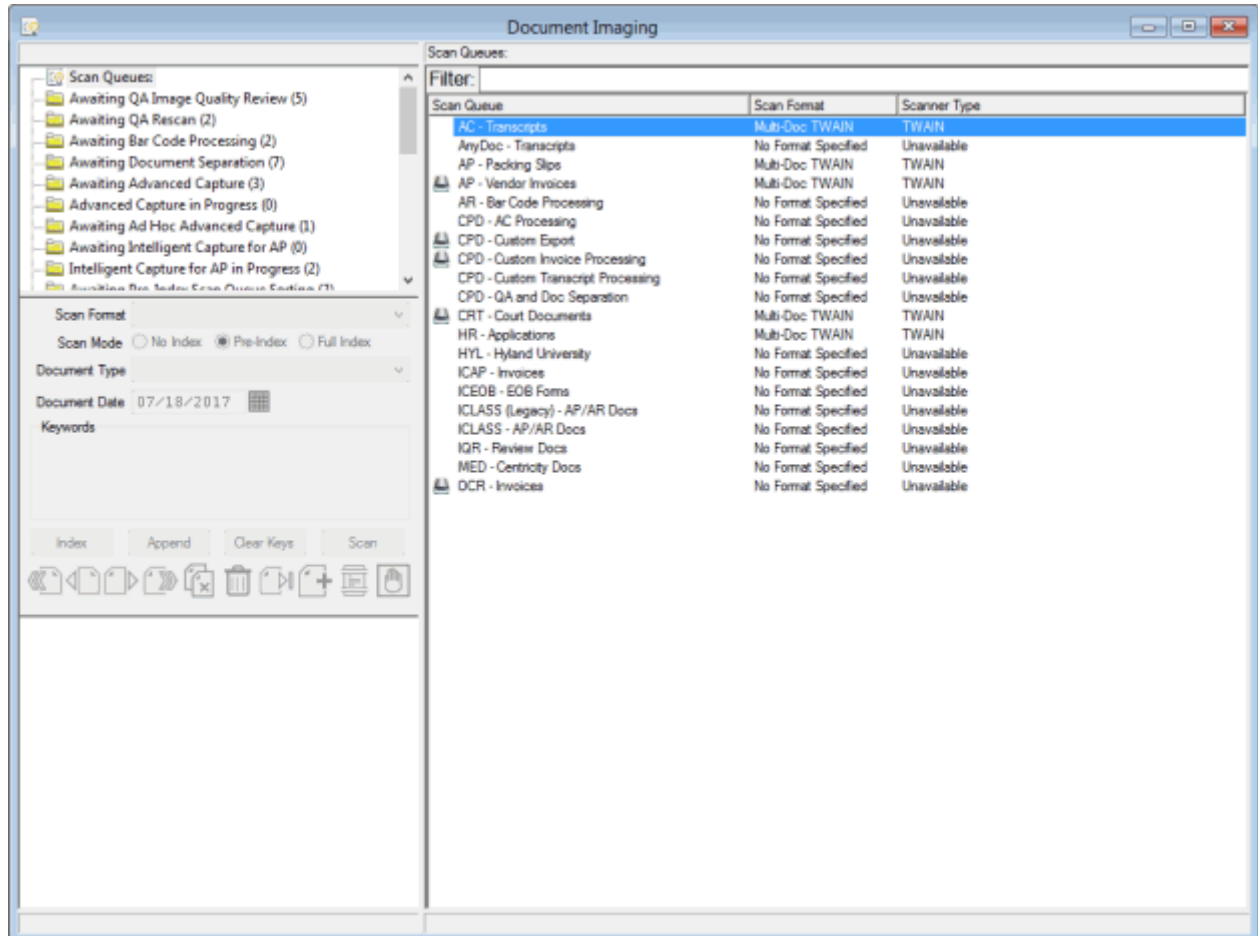 Document Imaging
Scan Queues:
Scan Queues:
Awaiting QA Image Quality Review (5)
Awaiting QA Rescan (2)
Awaiting Bar Code Processing (2)
Awaiting Document Separation (7)
Awaiting Advanced Capture (3)
Advanced Capture in Progress (0)
Awaiting Ad Hoc Advanced Capture (1)
Awaiting Intelligent Capture for AP (0)
Intelligent Capture for AP in Progress (2)
Awaiting Pre-Index Scan Queue Sorting
Scan Format
Scan Mode No Index Pre-Index Full Index
Document Type
Document Date 07/18/2017
Keywords
Index Append Clear Keys Scan
Filter:
Scan Queue Scan Format Scanner Type
AC - Transcripts Multi-Doc TWAIN TWAIN
AnyDoc - Transcripts No Format Specified Unavailable
AP - Packing Slips Multi-Doc TWAIN TWAIN
AP - Vendor Invoices Multi-Doc TWAIN TWAIN
AR - Bar Code Processing No Format Specified Unavailable
CPD - AC Processing No Format Specified Unavailable
CPD - Custom Export No Format Specified Unavailable
CPD - Custom Invoice Processing No Format Specified Unavailable
CPD - Custom Transcript Processing No Format Specified Unavailable
CPD - QA and Doc Separation No Format Specified Unavailable
CRT - Court Documents Multi-Doc TWAIN TWAIN
HR - Applications Multi-Doc TWAIN TWAIN
HYL - Hyland University No Format Specified Unavailable
ICAP - Invoices No Format Specified Unavailable
ICEOB - EOB Forms No Format Specified Unavailable
ICLASS (Legacy) - AP/AR Docs No Format Specified Unavailable
ICLASS - AP/AR Docs No Format Specified Unavailable
IQR - Review Docs No Format Specified Unavailable
MED - Centricity Docs No Format Specified Unavailable
OCR - Invoices No Format Specified Unavailable